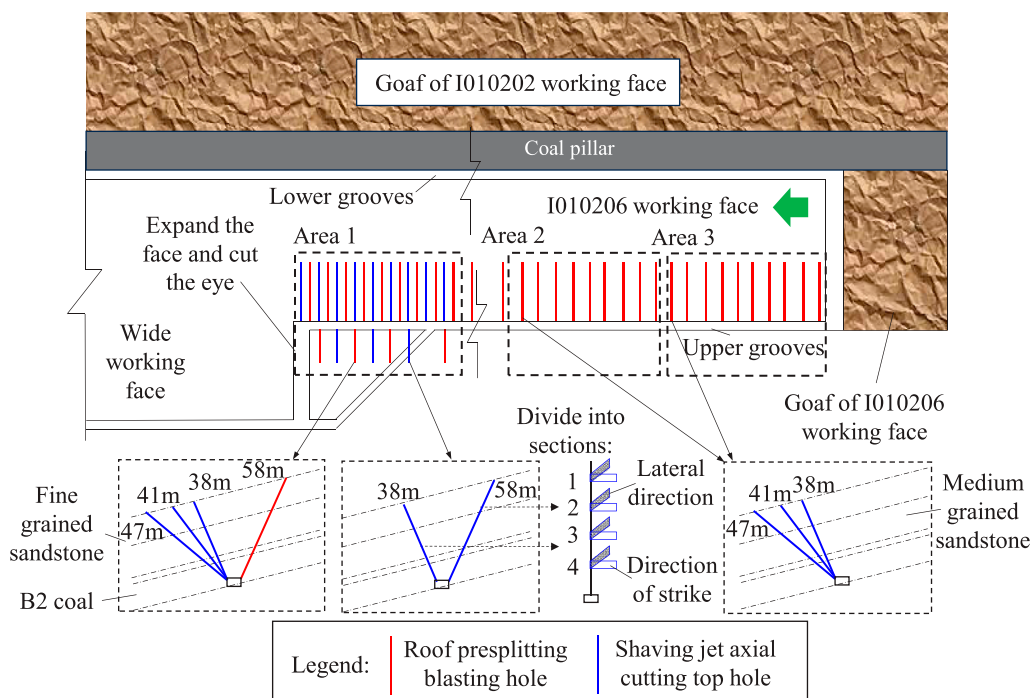 Goaf of I010202 working face
Coal pillar
Lower grooves
I010206 working face
Expand the
face and cut
the eye
Area 1
Area 2
Area 3
Wide
working
face
Upper grooves
Goaf of I010206
working face
Divide into
sections:
Fine
grained
sandstone
B2 coal
47m
41m
38m
58m
38m
58m
1
2
3
4
Lateral
direction
Direction
of strike
47m
41m
38m
Medium
grained
sandstone
Legend:
Roof presplitting
blasting hole
Shaving jet axial
cutting top hole